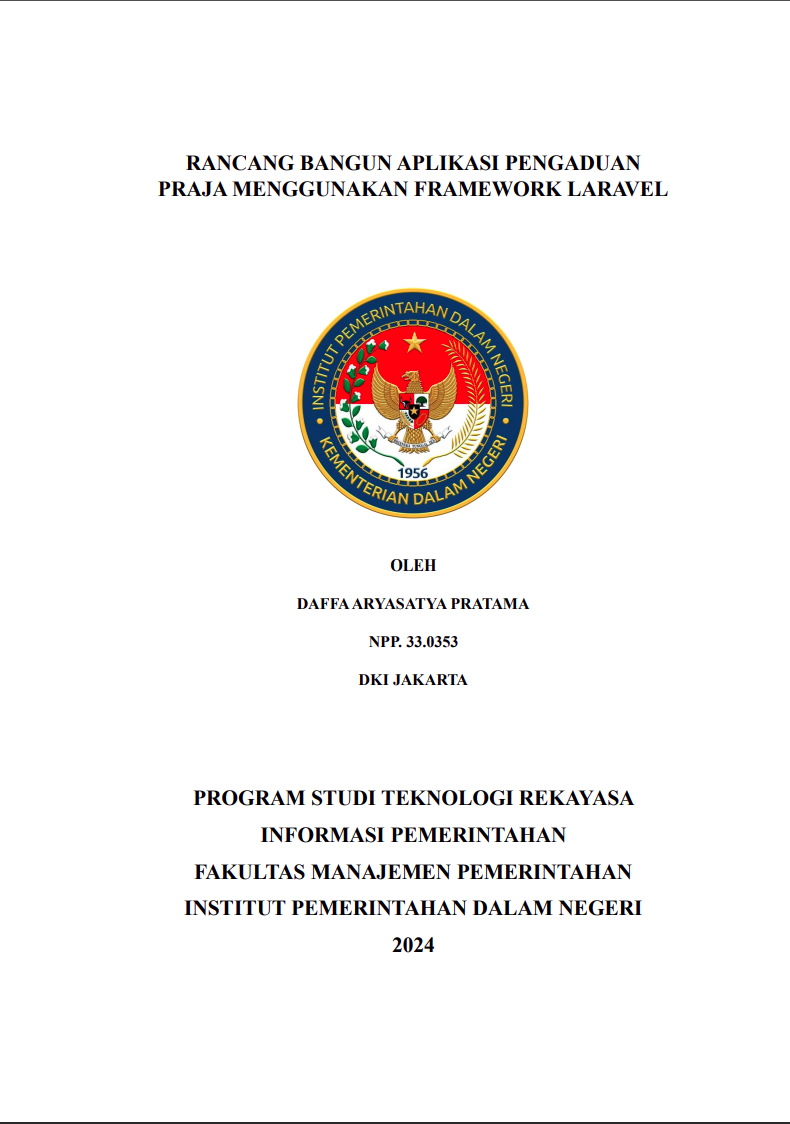 RANCANG BANGUN APLIKASI PENGADUAN
PRAJA MENGGUNAKAN FRAMEWORK LARAVEL
INSTITUT PEMERINTAHAN DALAM NEGERI
1956
KEMENTERIAN DALAM NEGERI
OLEH
DAFFA ARYASATYA PRATAMA
NPP. 33.0353
DKI JAKARTA
PROGRAM STUDI TEKNOLOGI REKAYASA
INFORMASI PEMERINTAHAN
FAKULTAS MANAJEMEN PEMERINTAHAN
INSTITUT PEMERINTAHAN DALAM NEGERI
2024